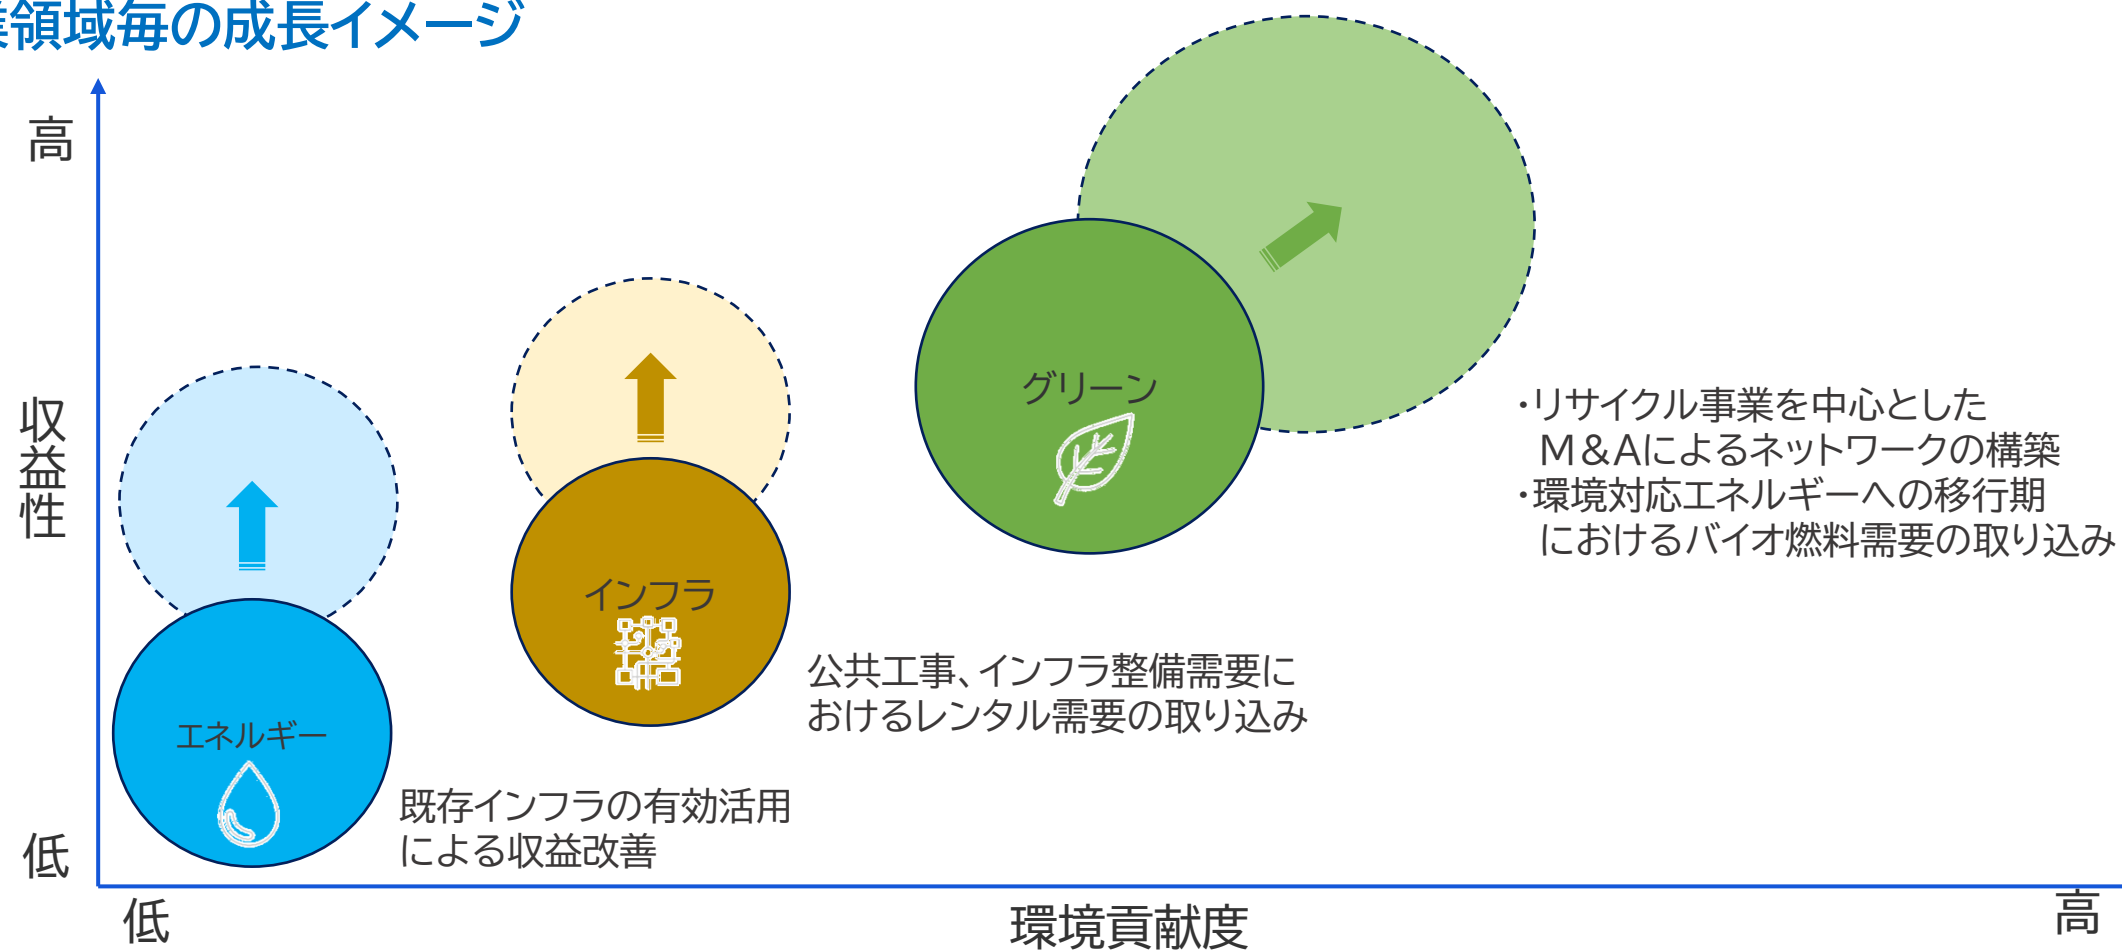 業領域毎の成長イメージ
高
収益性
低
グリーン
・リサイクル事業を中心とした
M&Aによるネットワークの構築
・環境対応エネルギーへの移行期
におけるバイオ燃料需要の取り込み
インフラ
公共工事、インフラ整備需要に
おけるレンタル需要の取り込み
エネルギー
既存インフラの有効活用
による収益改善
低
環境貢献度
高